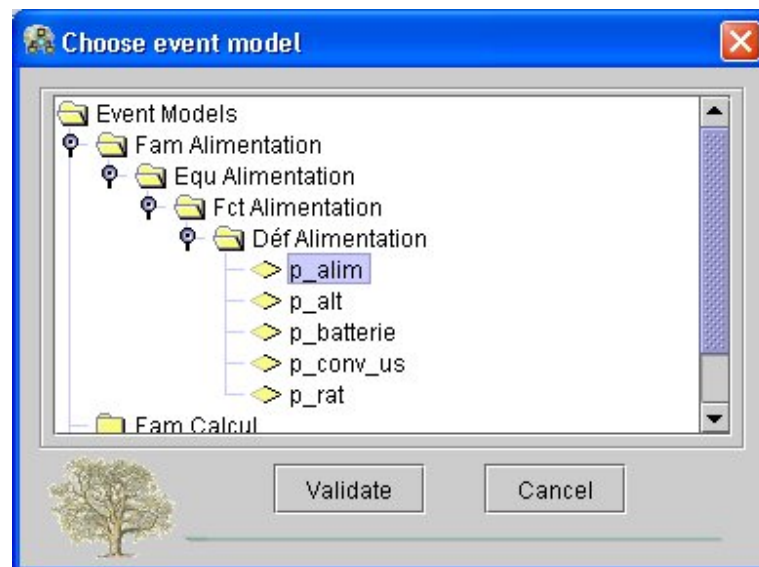 Choose event model
Event Models
Fam Alimentation
Equ Alimentation
Fct Alimentation
Déf Alimentation
p_alim
p_alt
p_batterie
p_conv_us
p_rat
Fam Calcul
Validate
Cancel